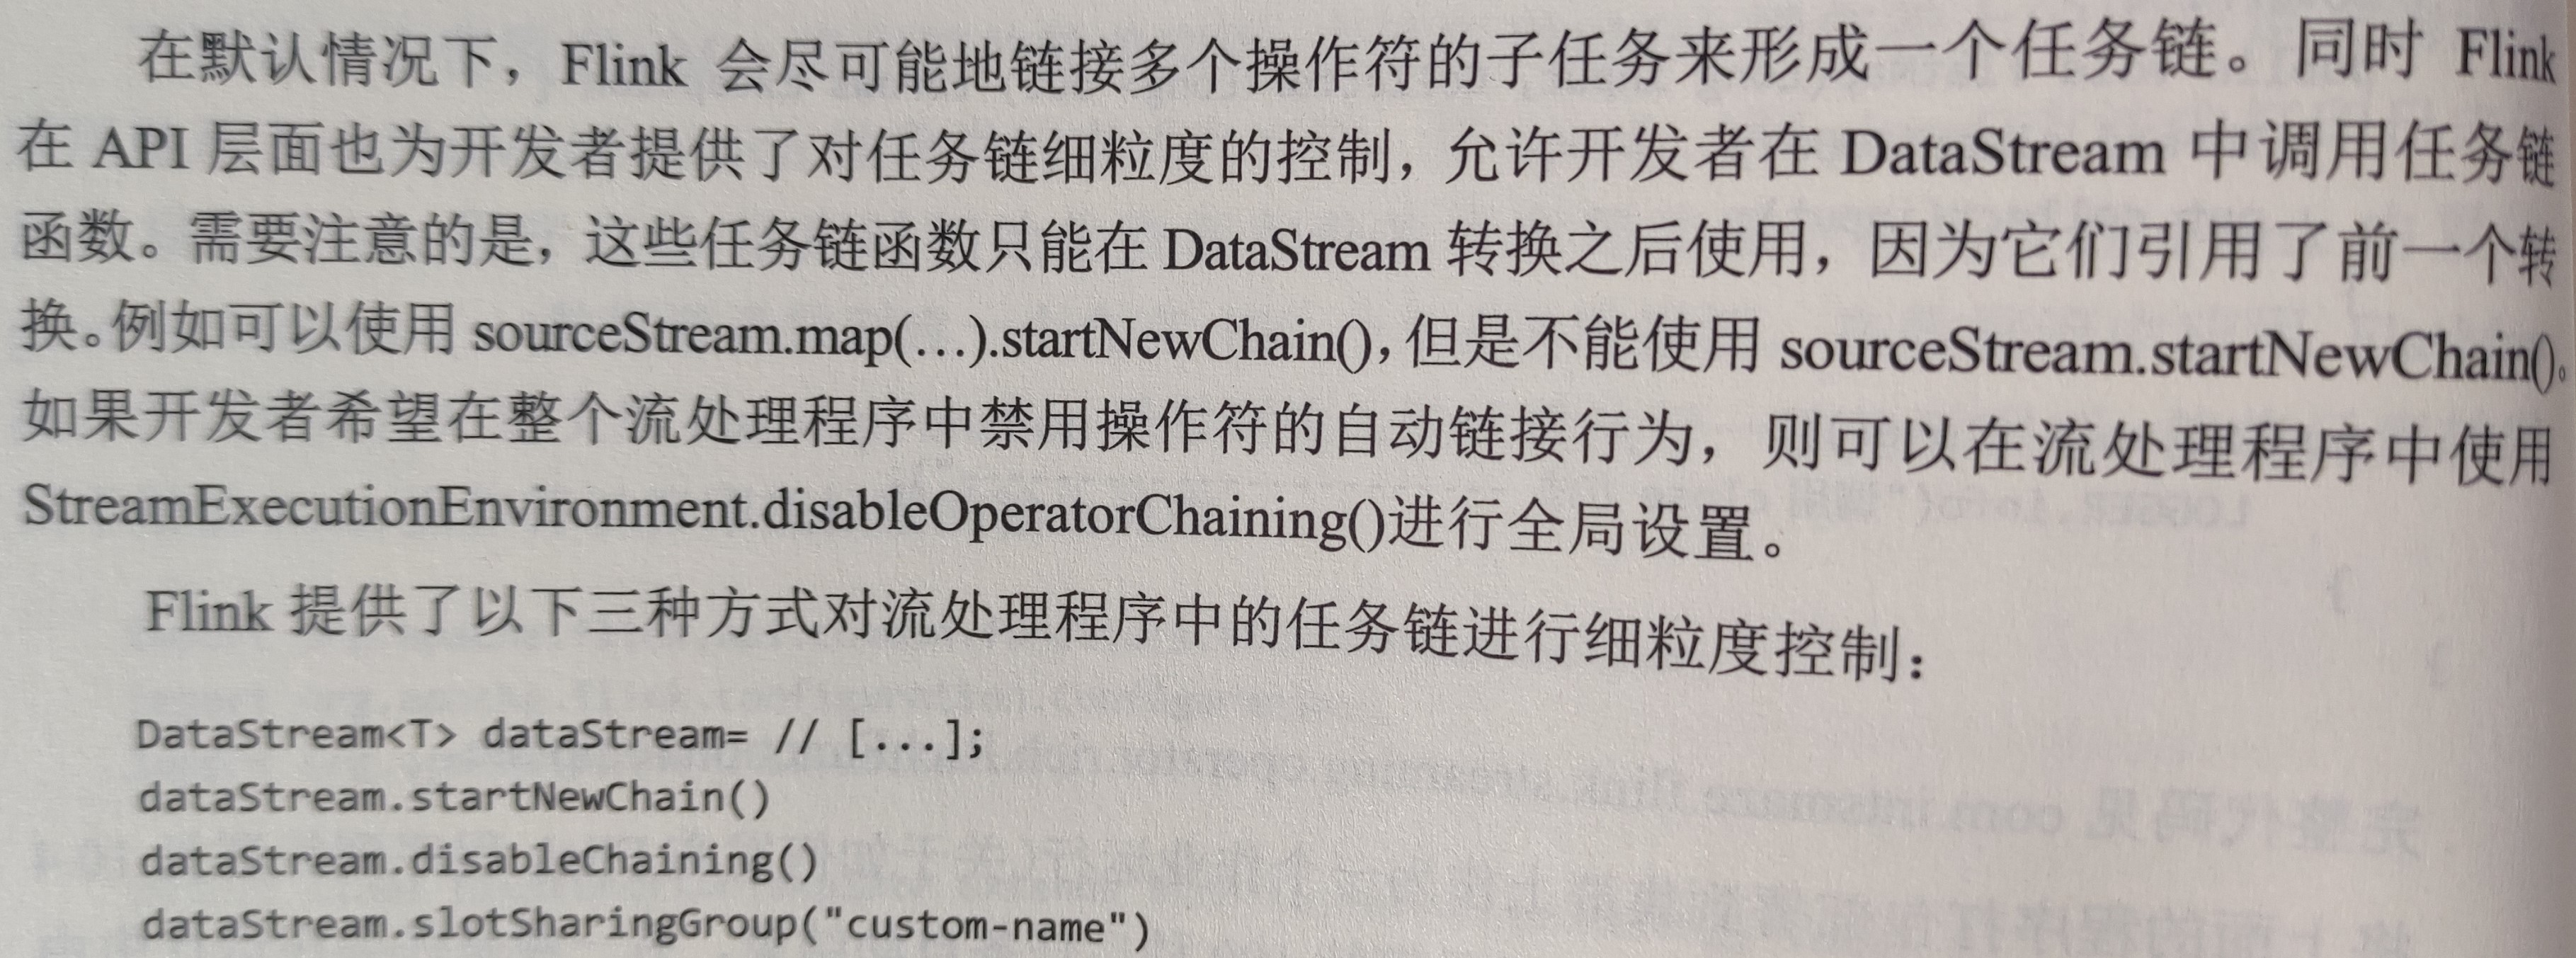 在默认情况下，Flink 会尽可能地链接多个操作符的子任务来形成一个任务链。同时 Flink
在 API 层面也为开发者提供了对任务链细粒度的控制，允许开发者在 DataStream 中调用任务链
函数。需要注意的是，这些任务链函数只能在 DataStream 转换之后使用，因为它们引用了前一个转
换。例如可以使用 sourceStream.map(…).startNewChain()，但是不能使用 sourceStream.startNewChain()。
如果开发者希望在整个流处理程序中禁用操作符的自动链接行为，则可以在流处理程序中使用
StreamExecutionEnvironment.disableOperatorChaining()进行全局设置。
Flink 提供了以下三种方式对流处理程序中的任务链进行细粒度控制：
DataStream<T> dataStream= // [...];
dataStream.startNewChain()
dataStream.disableChaining()
dataStream.slotSharingGroup("custom-name")